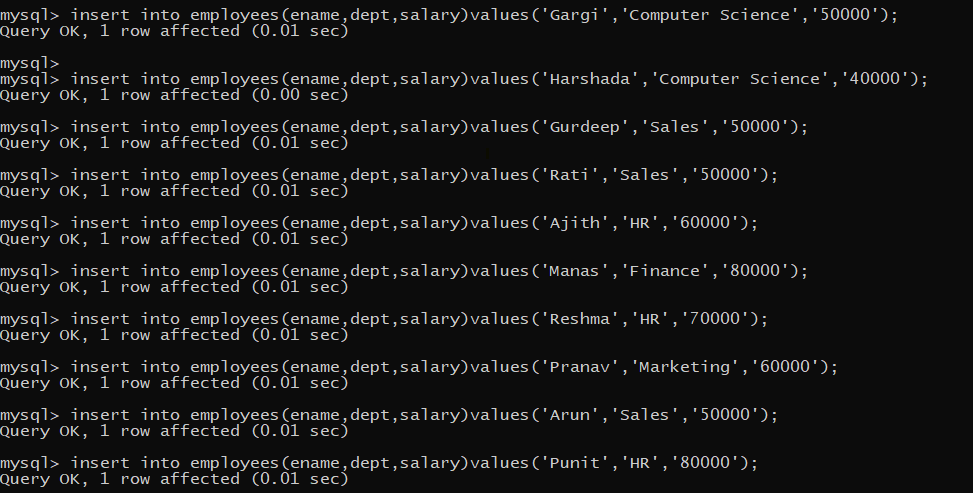 mysql> insert into employees(ename,dept,salary)values('Gargi','Computer Science','50000');
Query OK, 1 row affected (0.01 sec)
mysql>
mysql> insert into employees(ename,dept,salary)values('Harshada','Computer Science','40000');
Query OK, 1 row affected (0.00 sec)
mysql> insert into employees(ename,dept,salary)values('Gurdeep','Sales','50000');
Query OK, 1 row affected (0.01 sec)
mysql> insert into employees(ename,dept,salary)values('Rati','Sales','50000');
Query OK, 1 row affected (0.01 sec)
mysql> insert into employees(ename,dept,salary)values('Ajith','HR','60000');
Query OK, 1 row affected (0.01 sec)
mysql> insert into employees(ename,dept,salary)values('Manas','Finance','80000');
Query OK, 1 row affected (0.01 sec)
mysql> insert into employees(ename,dept,salary)values('Reshma','HR','70000');
Query OK, 1 row affected (0.01 sec)
mysql> insert into employees(ename,dept,salary)values('Pranav','Marketing','60000');
Query OK, 1 row affected (0.01 sec)
mysql> insert into employees(ename,dept,salary)values('Arun','Sales','50000');
Query OK, 1 row affected (0.01 sec)
mysql> insert into employees(ename,dept,salary)values('Punit','HR','80000');
Query OK, 1 row affected (0.01 sec)